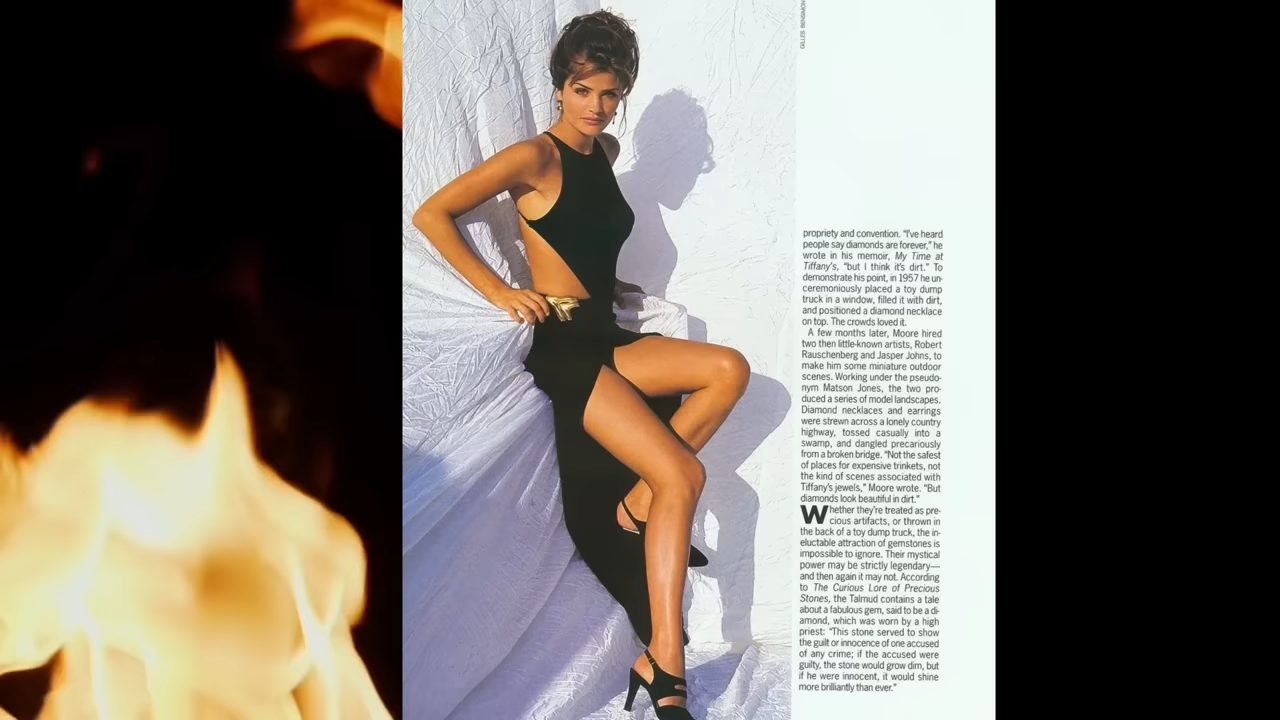 GILLES BENSIMON
propriety and convention. “I’ve heard
people say diamonds are forever,” he
wrote in his memoir, My Time at
Tiffany’s, “but I think it’s dirt.” To
demonstrate his point, in 1957 he un-
ceremoniously placed a toy dump
truck in a window, filled it with dirt,
and positioned a diamond necklace
on top. The crowds loved it.
A few months later, Moore hired
two then little-known artists, Robert
Rauschenberg and Jasper Johns, to
make him some miniature outdoor
scenes. Working under the pseudo-
nym Matson Jones, the two pro-
duced a series of model landscapes.
Diamond necklaces and earrings
were strewn across a lonely country
highway, tossed casually into a
swamp, and dangled precariously
from a broken bridge. “Not the safest
of places for expensive trinkets, not
the kind of scenes associated with
Tiffany’s jewels,” Moore wrote. “But
diamonds look beautiful in dirt.”
Whether they’re treated as pre-
cious artifacts, or thrown in
the back of a toy dump truck, the in-
eluctable attraction of gemstones is
impossible to ignore. Their mystical
power may be strictly legendary—
and then again it may not. According
to The Curious Lore of Precious
Stones, the Talmud contains a tale
about a fabulous gem, said to be a di-
amond, which was worn by a high
priest: “This stone served to show
the guilt or innocence of one accused
of any crime; if the accused were
guilty, the stone would grow dim, but
if he were innocent, it would shine
more brilliantly than ever.”